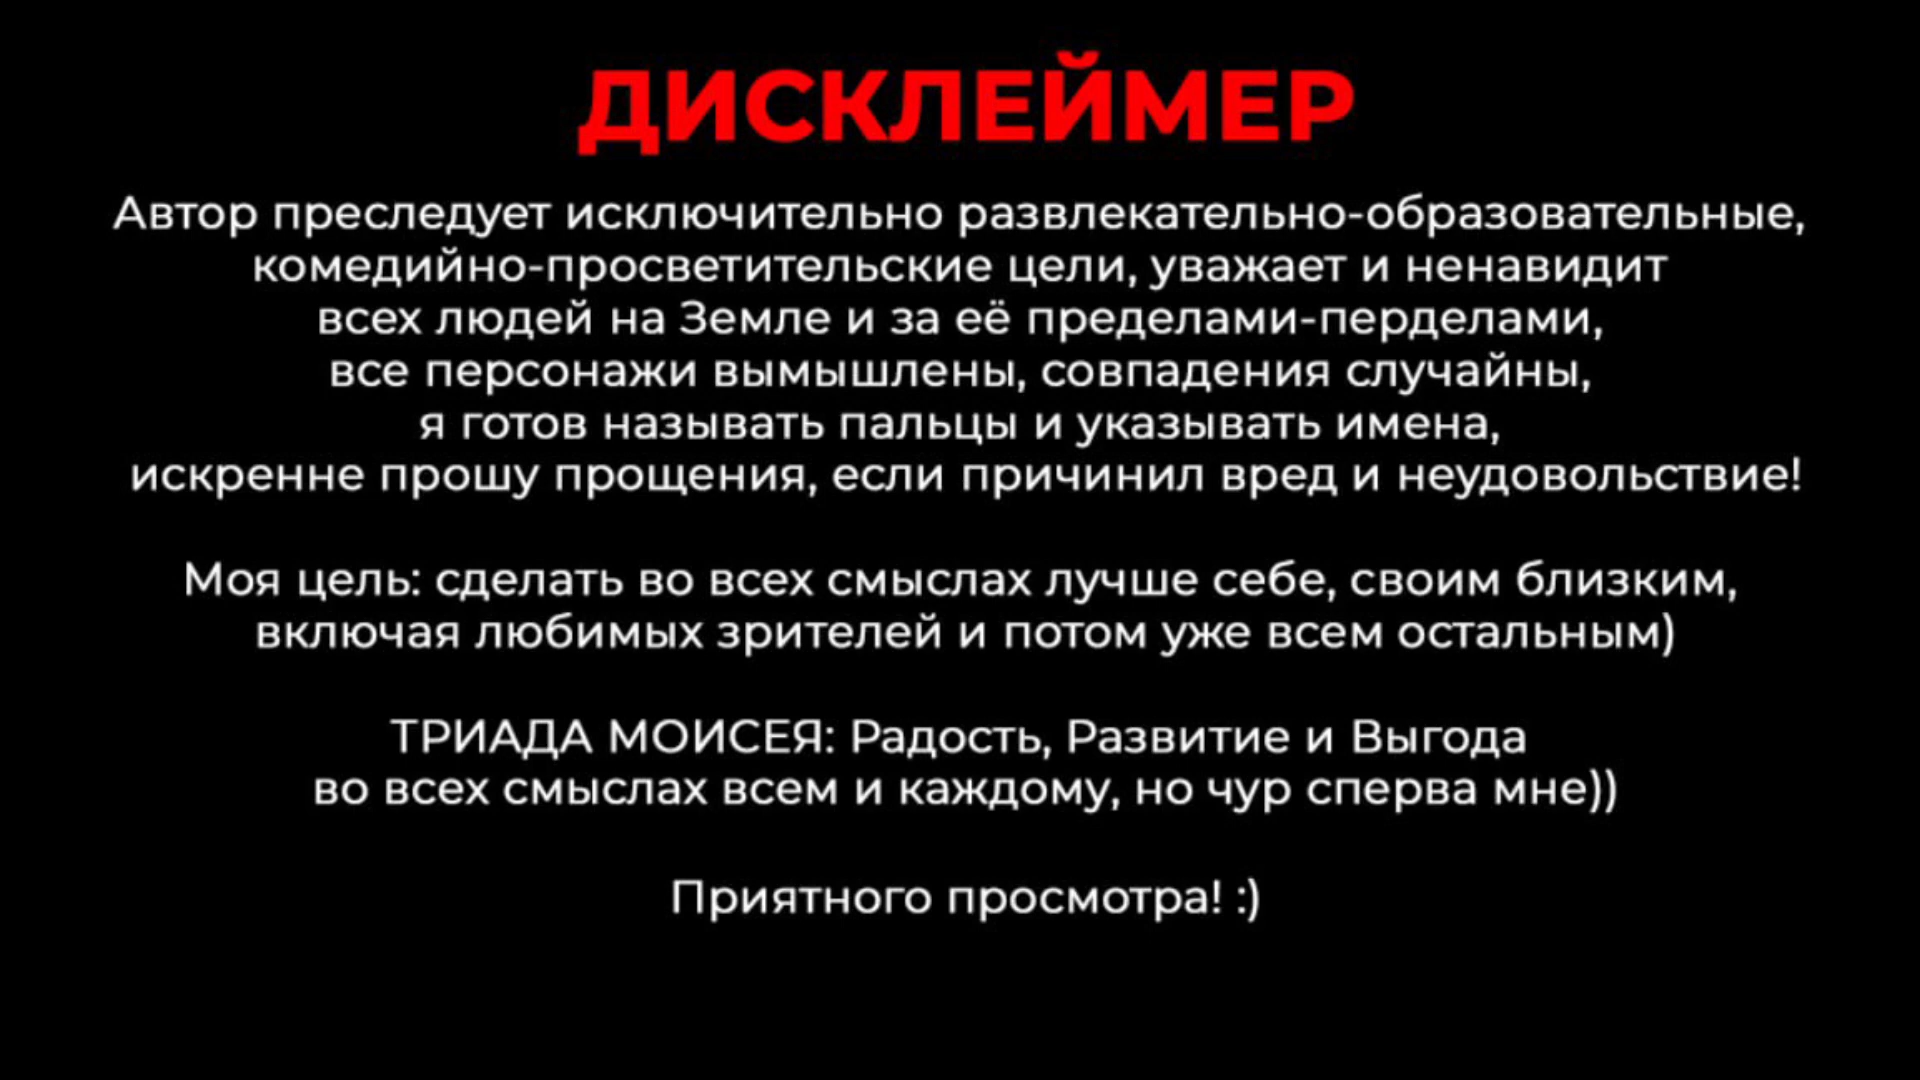 ДИСКЛЕЙМЕР
Автор преследует исключительно развлекательно-образовательные,
комедийно-просветительские цели, уважает и ненавидит
всех людей на Земле и за её пределами-перделами,
все персонажи вымышлены, совпадения случайны,
я готов называть пальцы и указывать имена,
искренне прошу прощения, если причинил вред и неудовольствие!
Моя цель: сделать во всех смыслах лучше себе, своим близким,
включая любимых зрителей и потом уже всем остальным)
ТРИАДА МОИСЕЯ: Радость, Развитие и Выгода
во всех смыслах всем и каждому, но чур сперва мне))
Приятного просмотра! :)